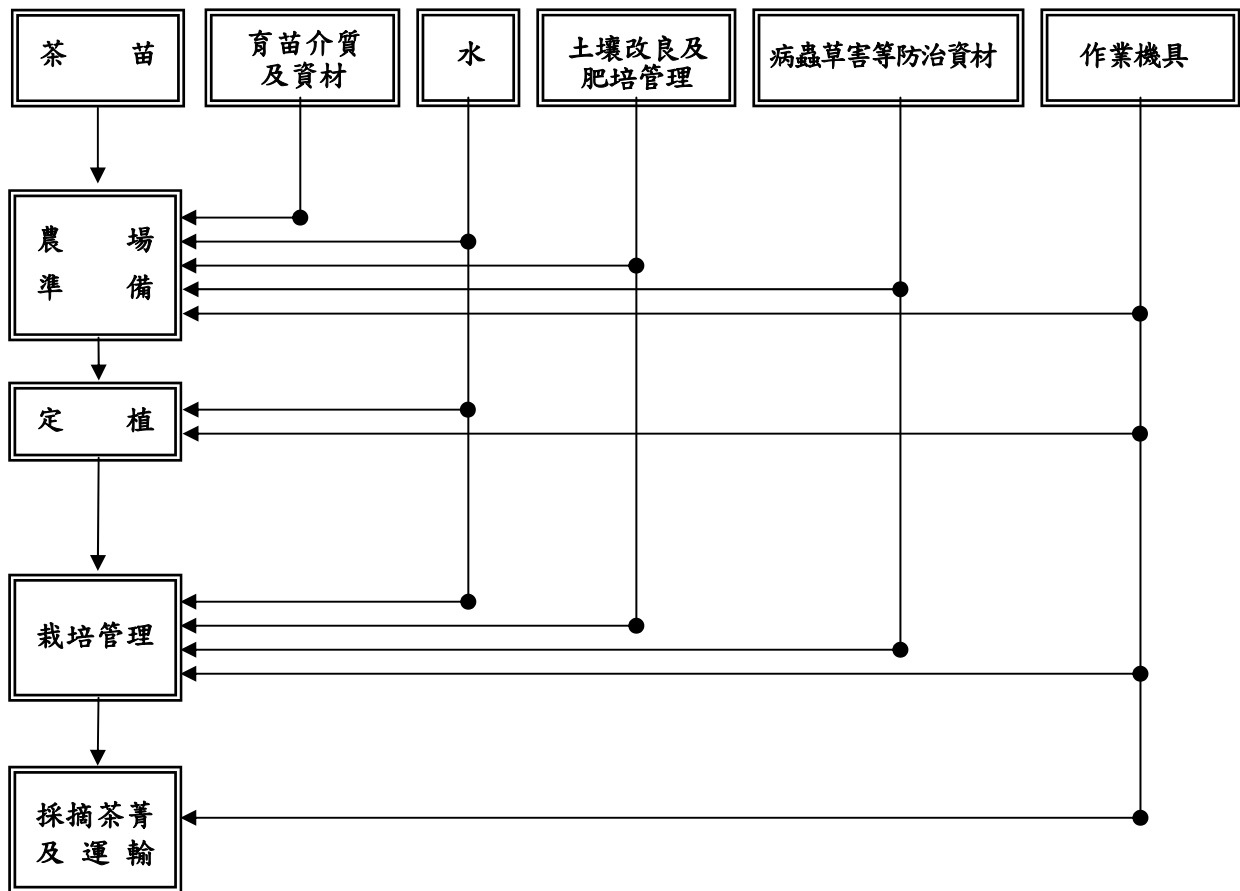 茶苗
育苗介質
及資材
水
土壤改良及
肥培管理
病蟲草害等防治資材
作業機具
農場
準備
定植
栽培管理
採摘茶菁
及運輸